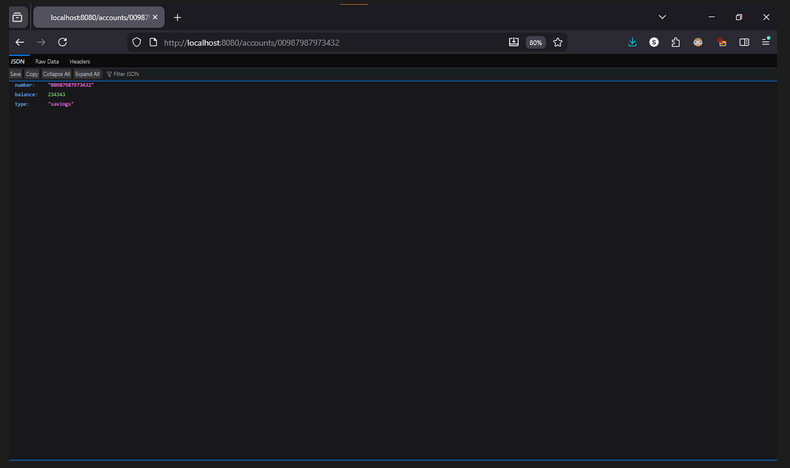 localhost:8080/accounts/00987
http://localhost:8080/accounts/00987987973432
80%
S
JSON Raw Data Headers
Save Copy Collapse All Expand All Filter JSON
number: "00987987973432"
balance: 234343
type: "savings"